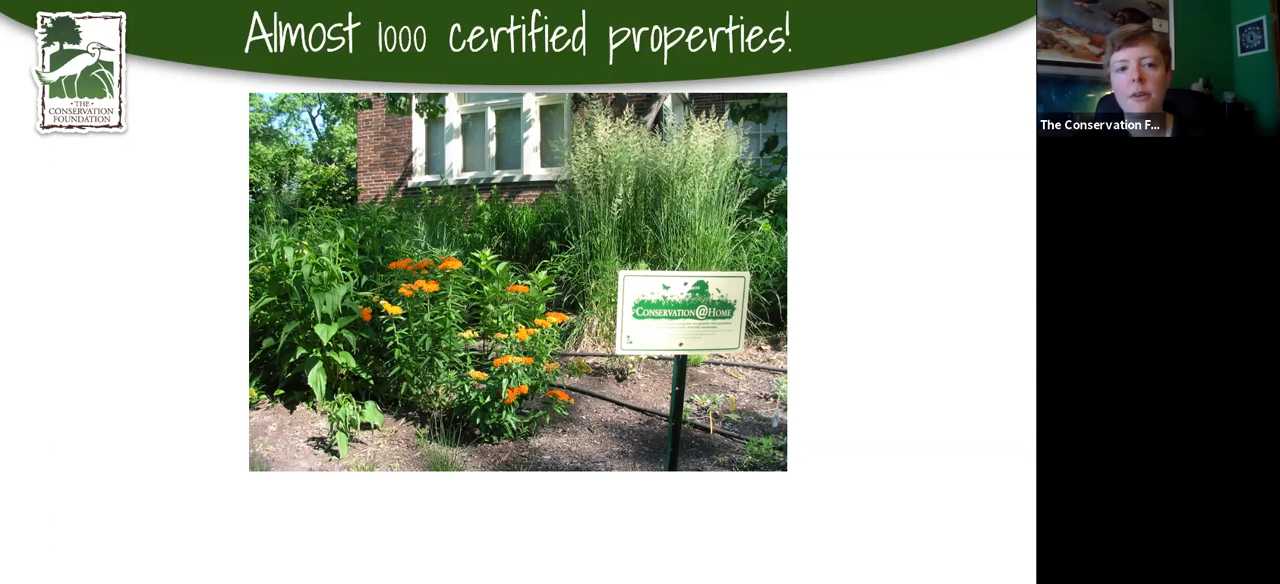 Almost 1000 certified properties!
• THE •
CONSERVATION
FOUNDATION
The Conservation F...
CONSERVATION@HOME